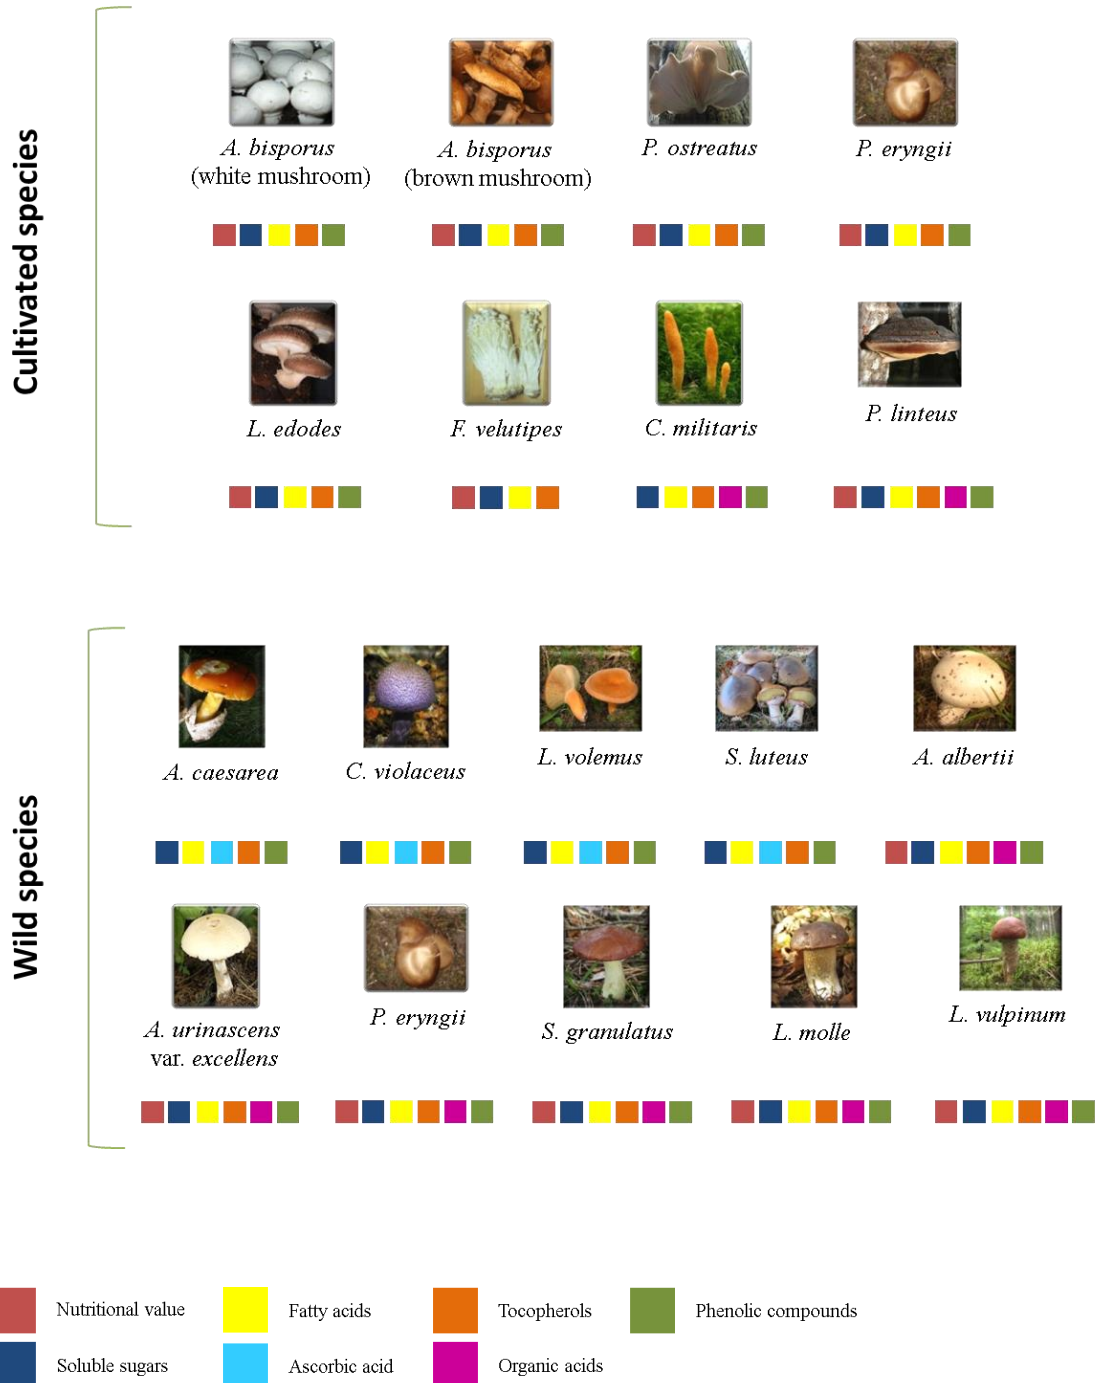 Cultivated species
A. bisporus
(white mushroom)
A. bisporus
(brown mushroom)
P. ostreatus
P. eryngii
L. edodes
F. velutipes
C. militaris
P. linteus
Wild species
A. caesarea
C. violaceus
L. volemus
S. luteus
A. albertii
A. urinascens
var. excellens
P. eryngii
S. granulatus
L. molle
L. vulpinum
Nutritional value
Fatty acids
Tocopherols
Phenolic compounds
Soluble sugars
Ascorbic acid
Organic acids